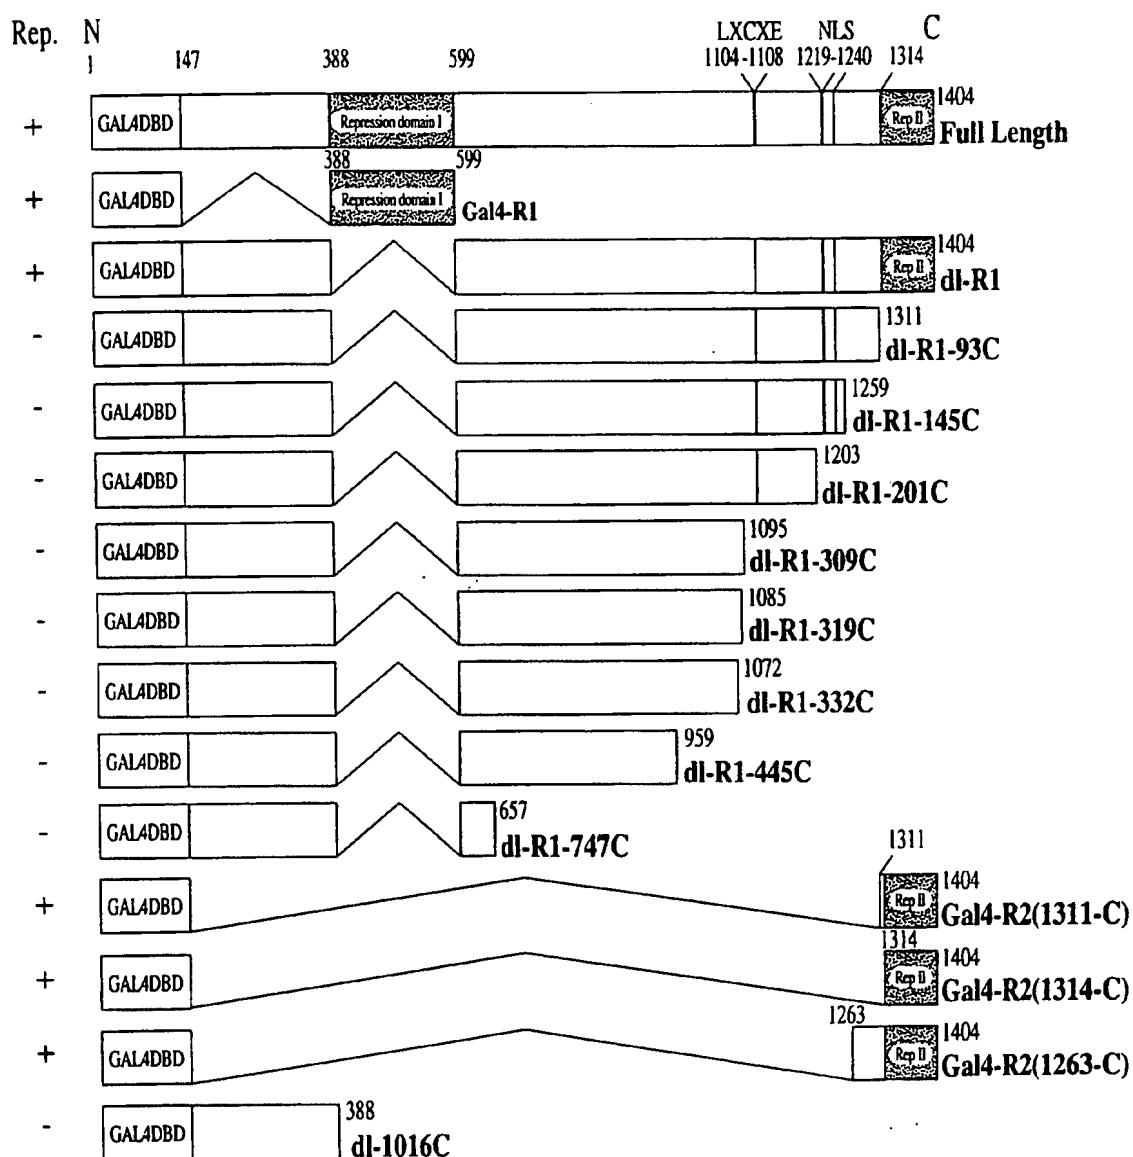 Rep. N LXCXE NLS C
1 147 388 599 1104-1108 1219-1240 1314
+ GAL4DBD Repression domain I Rep II 1404 Full Length
388 599
+ GAL4DBD Repression domain I Gal4-R1
+ GAL4DBD Rep II 1404 dl-R1
- GAL4DBD 1311 dl-R1-93C
- GAL4DBD 1259 dl-R1-145C
- GAL4DBD 1203 dl-R1-201C
- GAL4DBD 1095 dl-R1-309C
- GAL4DBD 1085 dl-R1-319C
- GAL4DBD 1072 dl-R1-332C
- GAL4DBD 959 dl-R1-445C
- GAL4DBD 657 dl-R1-747C
1311
+ GAL4DBD Rep II 1404 Gal4-R2(1311-C)
1314
+ GAL4DBD Rep II 1404 Gal4-R2(1314-C)
1263
+ GAL4DBD Rep II 1404 Gal4-R2(1263-C)
- GAL4DBD 388 dl-1016C